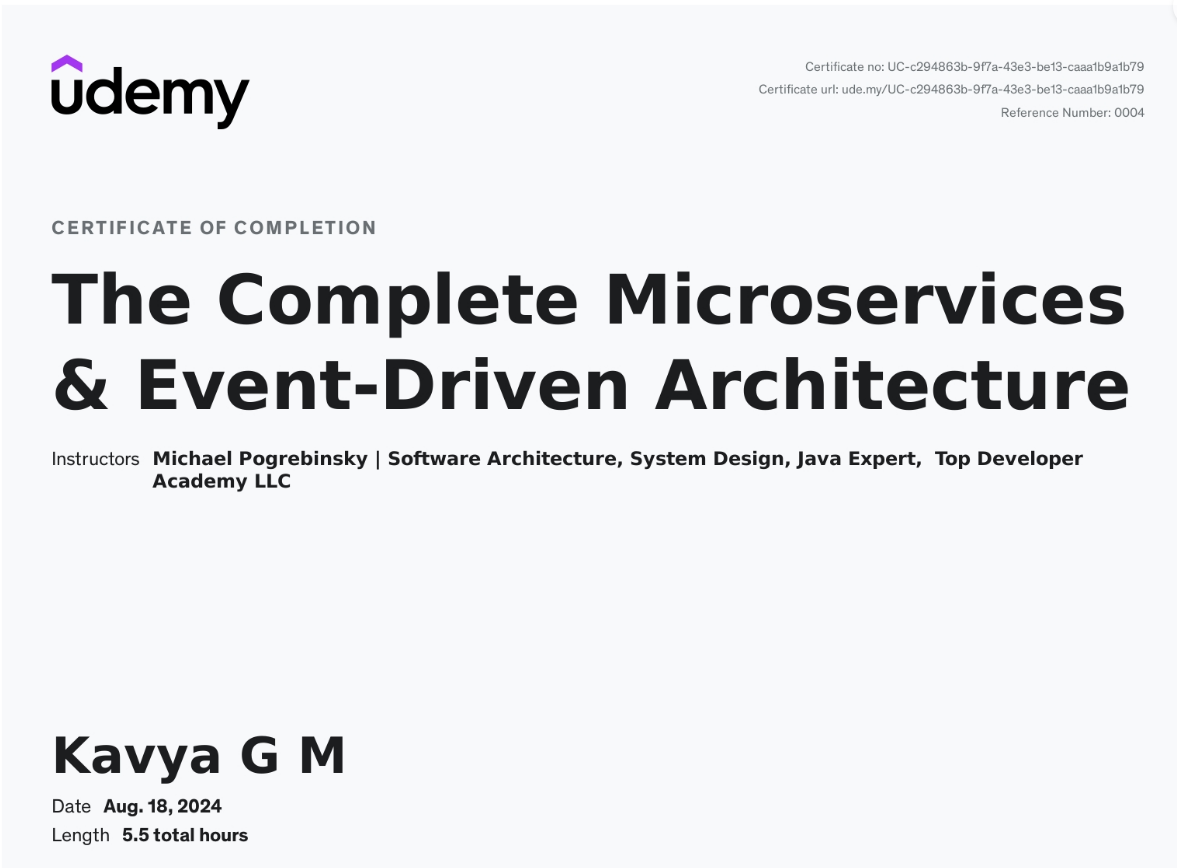 udemy
Certificate no: UC-c294863b-9f7a-43e3-be13-caaa1b9a1b79
Certificate url: ude.my/UC-c294863b-9f7a-43e3-be13-caaa1b9a1b79
Reference Number: 0004
CERTIFICATE OF COMPLETION
The Complete Microservices
& Event-Driven Architecture
Instructors Michael Pogrebinsky | Software Architecture, System Design, Java Expert, Top Developer
Academy LLC
Kavya G M
Date Aug. 18, 2024
Length 5.5 total hours